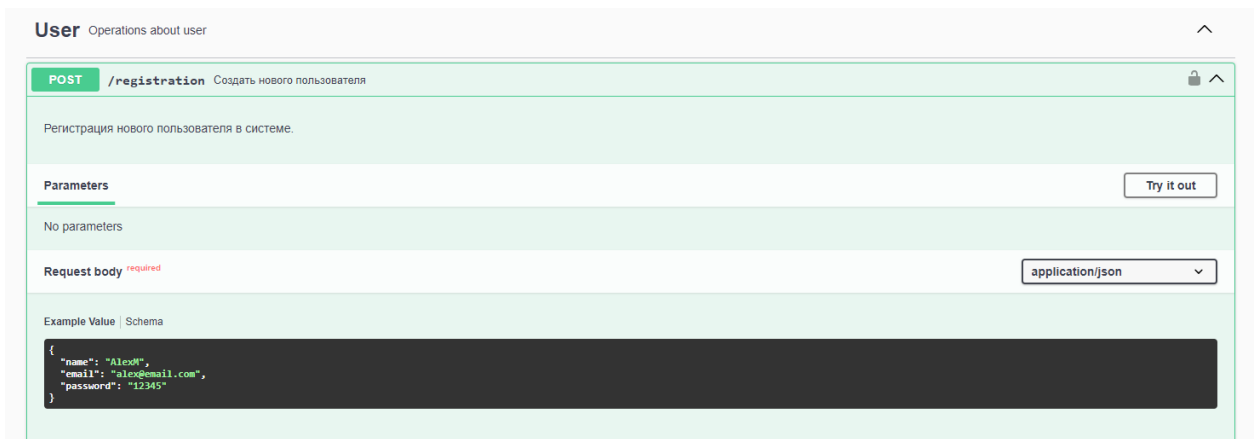 User Operations about user
POST /registration Создать нового пользователя
Регистрация нового пользователя в системе.
Parameters Try it out
No parameters
Request body required application/json
Example Value Schema
{
"name": "AlexM",
"email": "alex@email.com",
"password": "12345"
}